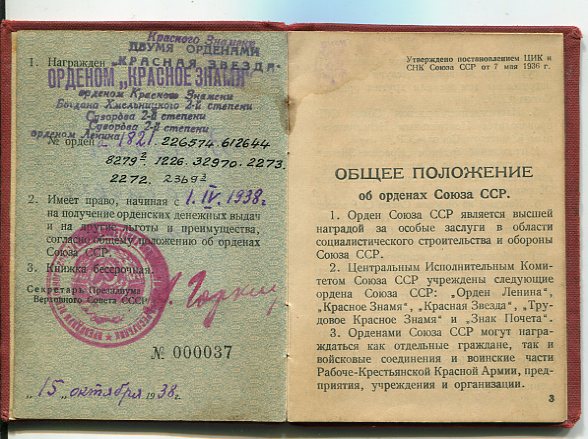 Красного Знамени
ДВУМЯ ОРДЕНАМИ
1. Награжден „КРАСНАЯ ЗВЕЗДА“
ОРДЕНОМ „КРАСНОЕ ЗНАМЯ“
орденом Красного Знамени
Богдана Хмельницкого 2-й степени
Суворова 2-й степени
Суворова 2-й степени
орденом Ленина
№ орден 1821. 226574. 612644
8279². 1226. 32970. 2273.
2272. 2369³
2. Имеет право, начиная с 1.IV.1938г.
на получение орденских денежных выдач
и на другие льготы и преимущества,
согласно общему положению об орденах
Союза ССР.
3. Книжка бессрочная.
Секретарь Президиума
Верховного Совета СССР А. Горкин
№ 000037
„15„ октября 1938г.
Утверждено постановлением ЦИК и
СНК Союза ССР от 7 мая 1936 г.
ОБЩЕЕ ПОЛОЖЕНИЕ
об орденах Союза ССР.
1. Орден Союза ССР является высшей
наградой за особые заслуги в области
социалистического строительства и обороны
Союза ССР.
2. Центральным Исполнительным Комитетом
Союза ССР учреждены следующие
ордена Союза ССР: „Орден Ленина“,
„Красное Знамя“, „Красная Звезда“, „Трудовое
Красное Знамя“ и „Знак Почета“.
3. Орденами Союза ССР могут награждаться
как отдельные граждане, так
и войсковые соединения и воинские части
Рабоче-Крестьянской Красной Армии, предприятия,
учреждения и организации.
3